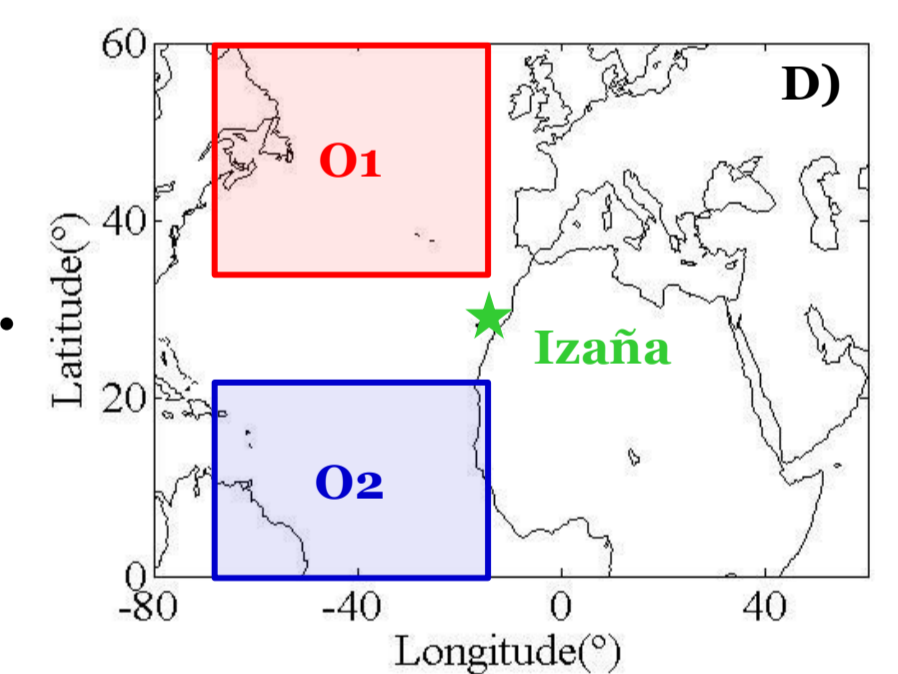 60
D)
O1
40
Latitude(°)
•
Izaña
20
O2
0
-80
-40
0
40
Longitude(°)